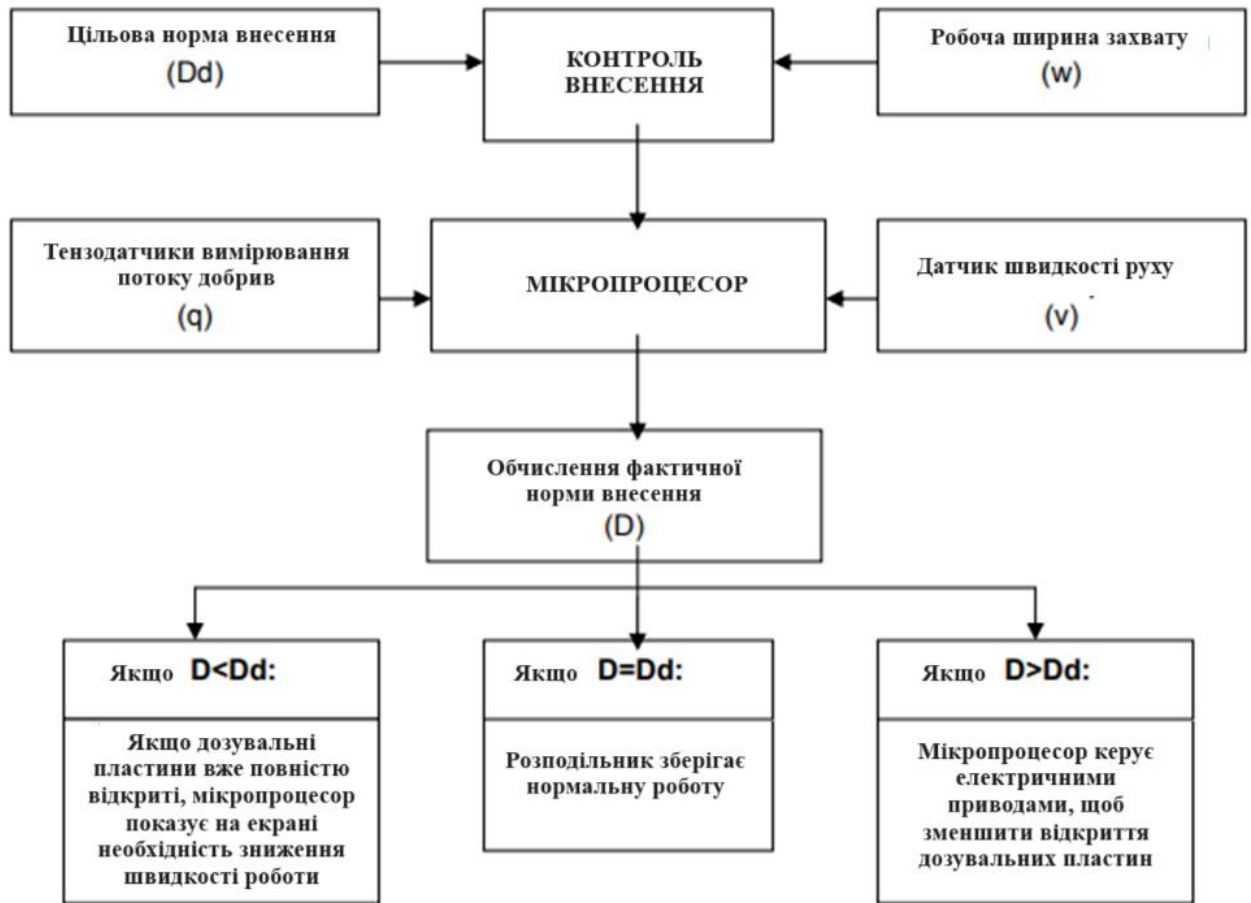 Цільова норма внесення
(Dd)
КОНТРОЛЬ
ВНЕСЕННЯ
Робоча ширина захвату
(w)
Тензодатчики вимірювання
потоку добрив
(q)
МІКРОПРОЦЕСОР
Датчик швидкості руху
(v)
Обчислення фактичної
норми внесення
(D)
Якщо D<Dd:
Якщо дозувальні
пластини вже повністю
відкриті, мікропроцесор
показує на екрані
необхідність зниження
швидкості роботи
Якщо D=Dd:
Розподільник зберігає
нормальну роботу
Якщо D>Dd:
Мікропроцесор керує
електричними
приводами, щоб
зменшити відкриття
дозувальних пластин